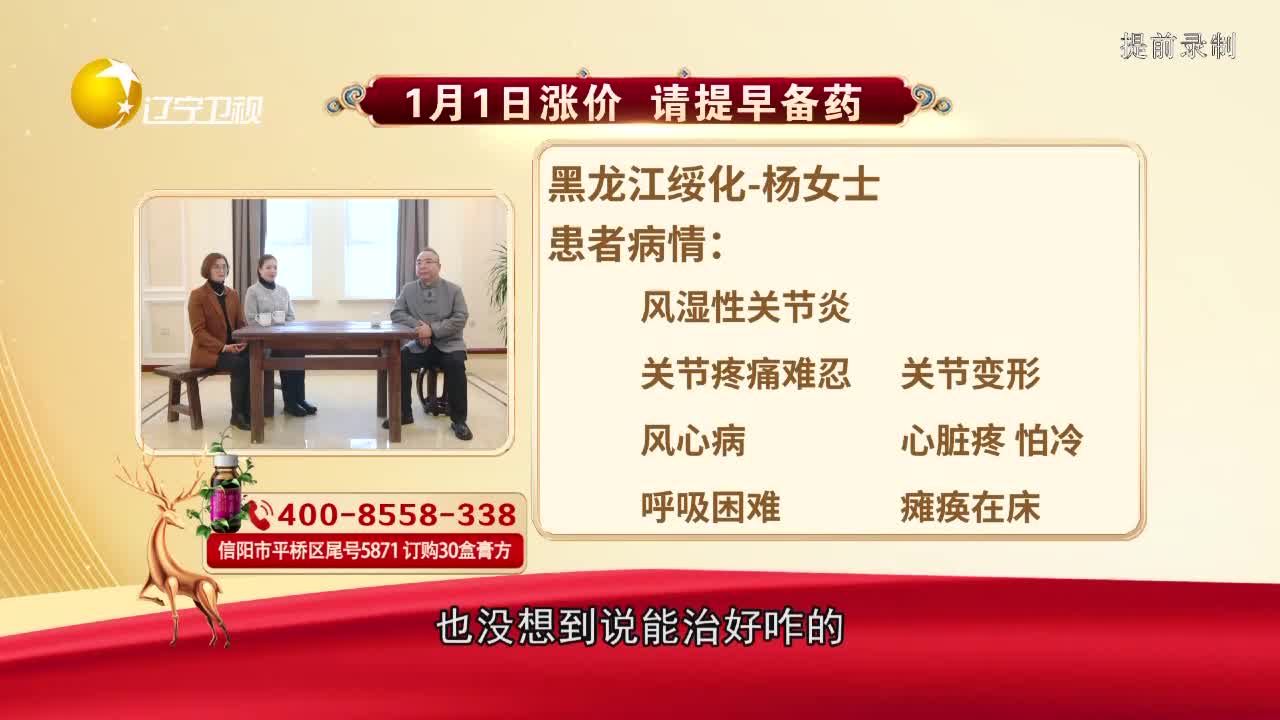 提前录制
辽宁卫视
1月1日涨价 请提早备药
黑龙江绥化-杨女士
患者病情：
风湿性关节炎
关节疼痛难忍 关节变形
风心病 心脏疼 怕冷
呼吸困难 瘫痪在床
400-8558-338
信阳市平桥区尾号5871 订购30盒膏方
也没想到说能治好咋的